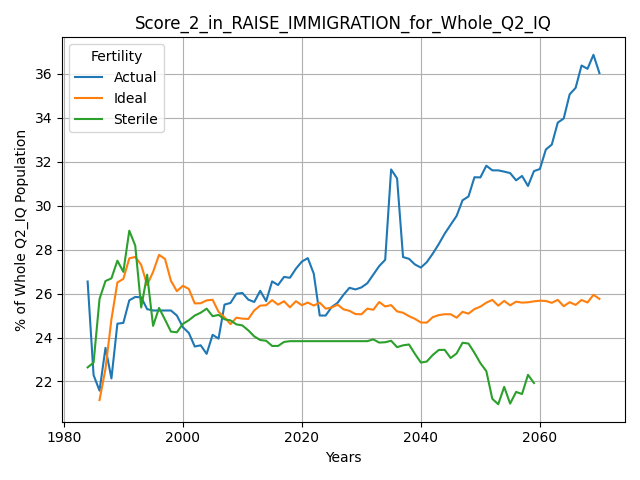 Score_2_in_RAISE_IMMIGRATION_for_Whole_Q2_IQ
Fertility
Actual
Ideal
Sterile
% of Whole Q2_IQ Population
36
34
32
30
28
26
24
22
1980 2000 2020 2040 2060
Years